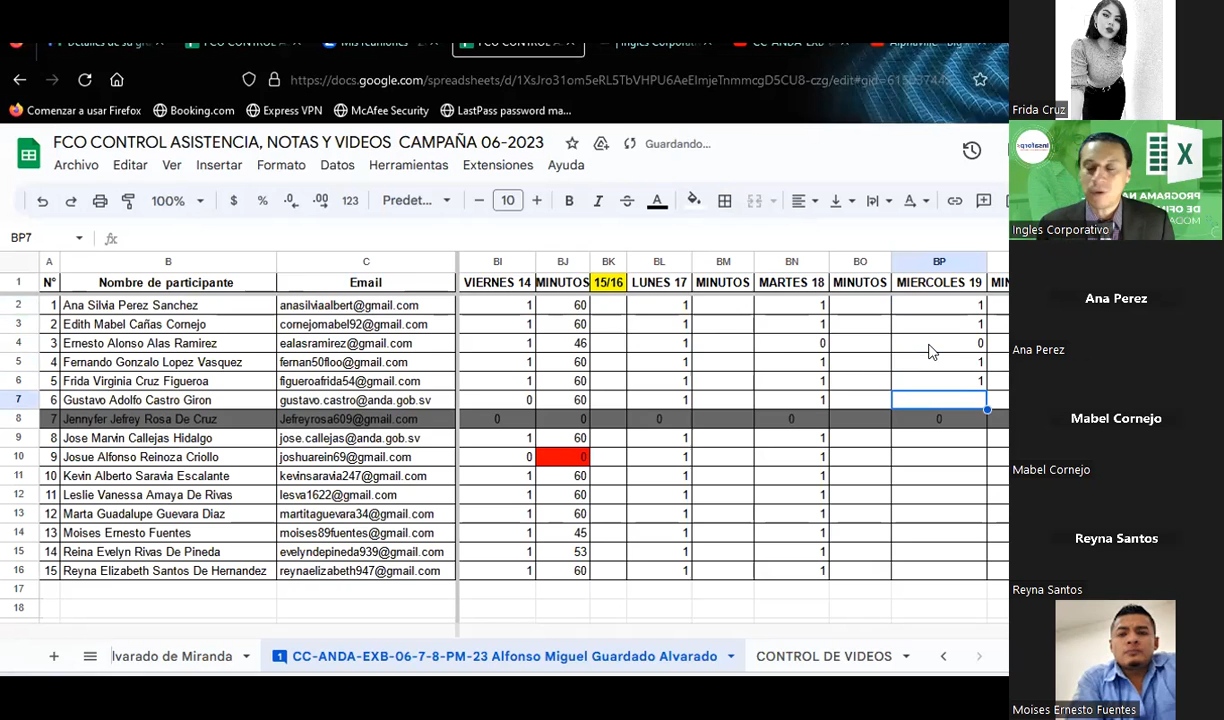 https://docs.google.com/spreadsheets/d/1XsJro31om5eRL5TbVHPU6AeEImjeTnmmcgD5CU8-czg/edit#gid=
Comenzar a usar Firefox Booking.com Express VPN McAfee Security LastPass password ma...
FCO CONTROL ASISTENCIA, NOTAS Y VIDEOS CAMPAÑA 06-2023 Guardando...
Archivo Editar Ver Insertar Formato Datos Herramientas Extensiones Ayuda
100% $ % .0 .00 123 Predet... 10 B I A
BP7 fx
A B C BI BJ BK BL BM BN BO BP
1 N° Nombre de participante Email VIERNES 14 MINUTOS 15/16 LUNES 17 MINUTOS MARTES 18 MINUTOS MIERCOLES 19 MIN
2 1 Ana Silvia Perez Sanchez anasilviaalbert@gmail.com 1 60 1 1 1
3 2 Edith Mabel Cañas Cornejo cornejomabel92@gmail.com 1 60 1 1 1
4 3 Ernesto Alonso Alas Ramirez ealasramirez@gmail.com 1 46 1 0 0
5 4 Fernando Gonzalo Lopez Vasquez fernan50floo@gmail.com 1 60 1 1 1
6 5 Frida Virginia Cruz Figueroa figueroafrida54@gmail.com 1 60 1 1 1
7 6 Gustavo Adolfo Castro Giron gustavo.castro@anda.gob.sv 0 60 1 1
8 7 Jennyfer Jefrey Rosa De Cruz Jefreyrosa609@gmail.com 0 0 0 0 0
9 8 Jose Marvin Callejas Hidalgo jose.callejas@anda.gob.sv 1 60 1 1
10 9 Josue Alfonso Reinoza Criollo joshuarein69@gmail.com 0 0 1 1
11 10 Kevin Alberto Saravia Escalante kevinsaravia247@gmail.com 1 60 1 1
12 11 Leslie Vanessa Amaya De Rivas lesva1622@gmail.com 1 60 1 1
13 12 Marta Guadalupe Guevara Diaz martitaguevara34@gmail.com 1 60 1 1
14 13 Moises Ernesto Fuentes moises89fuentes@gmail.com 1 45 1 1
15 14 Reina Evelyn Rivas De Pineda evelyndepineda939@gmail.com 1 53 1 1
16 15 Reyna Elizabeth Santos De Hernandez reynaelizabeth947@gmail.com 1 60 1 1
17
18
lvarado de Miranda 1 CC-ANDA-EXB-06-7-8-PM-23 Alfonso Miguel Guardado Alvarado CONTROL DE VIDEOS
Frida Cruz
Insaforp
X
Ingles Corporativo
Ana Perez
Ana Perez
Mabel Cornejo
Mabel Cornejo
Reyna Santos
Reyna Santos
Moises Ernesto Fuentes